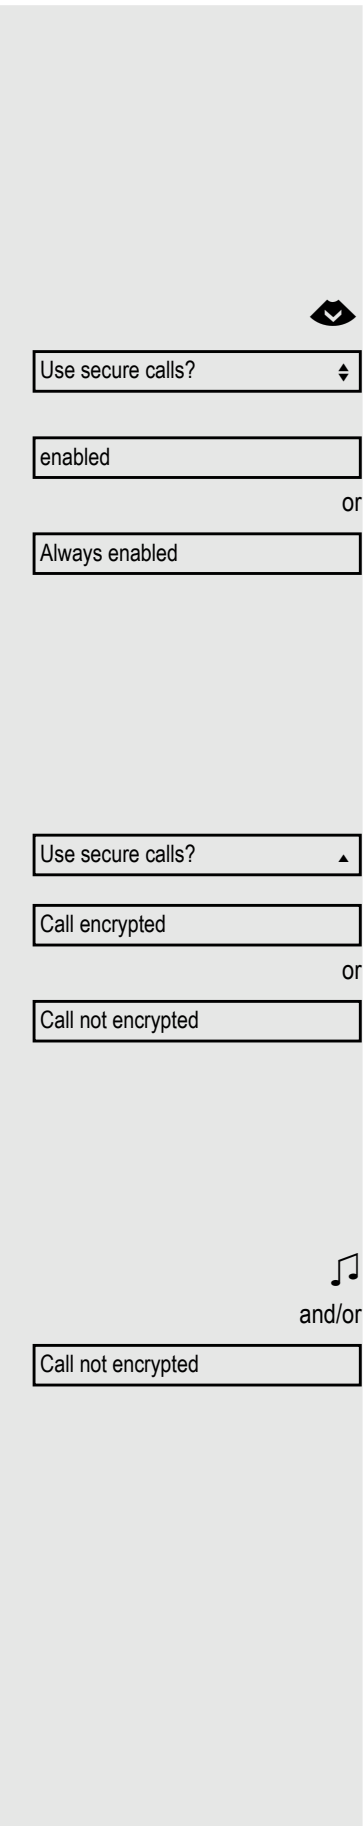 Use secure calls?
enabled
or
Always enabled
Use secure calls?
Call encrypted
or
Call not encrypted
and/or
Call not encrypted